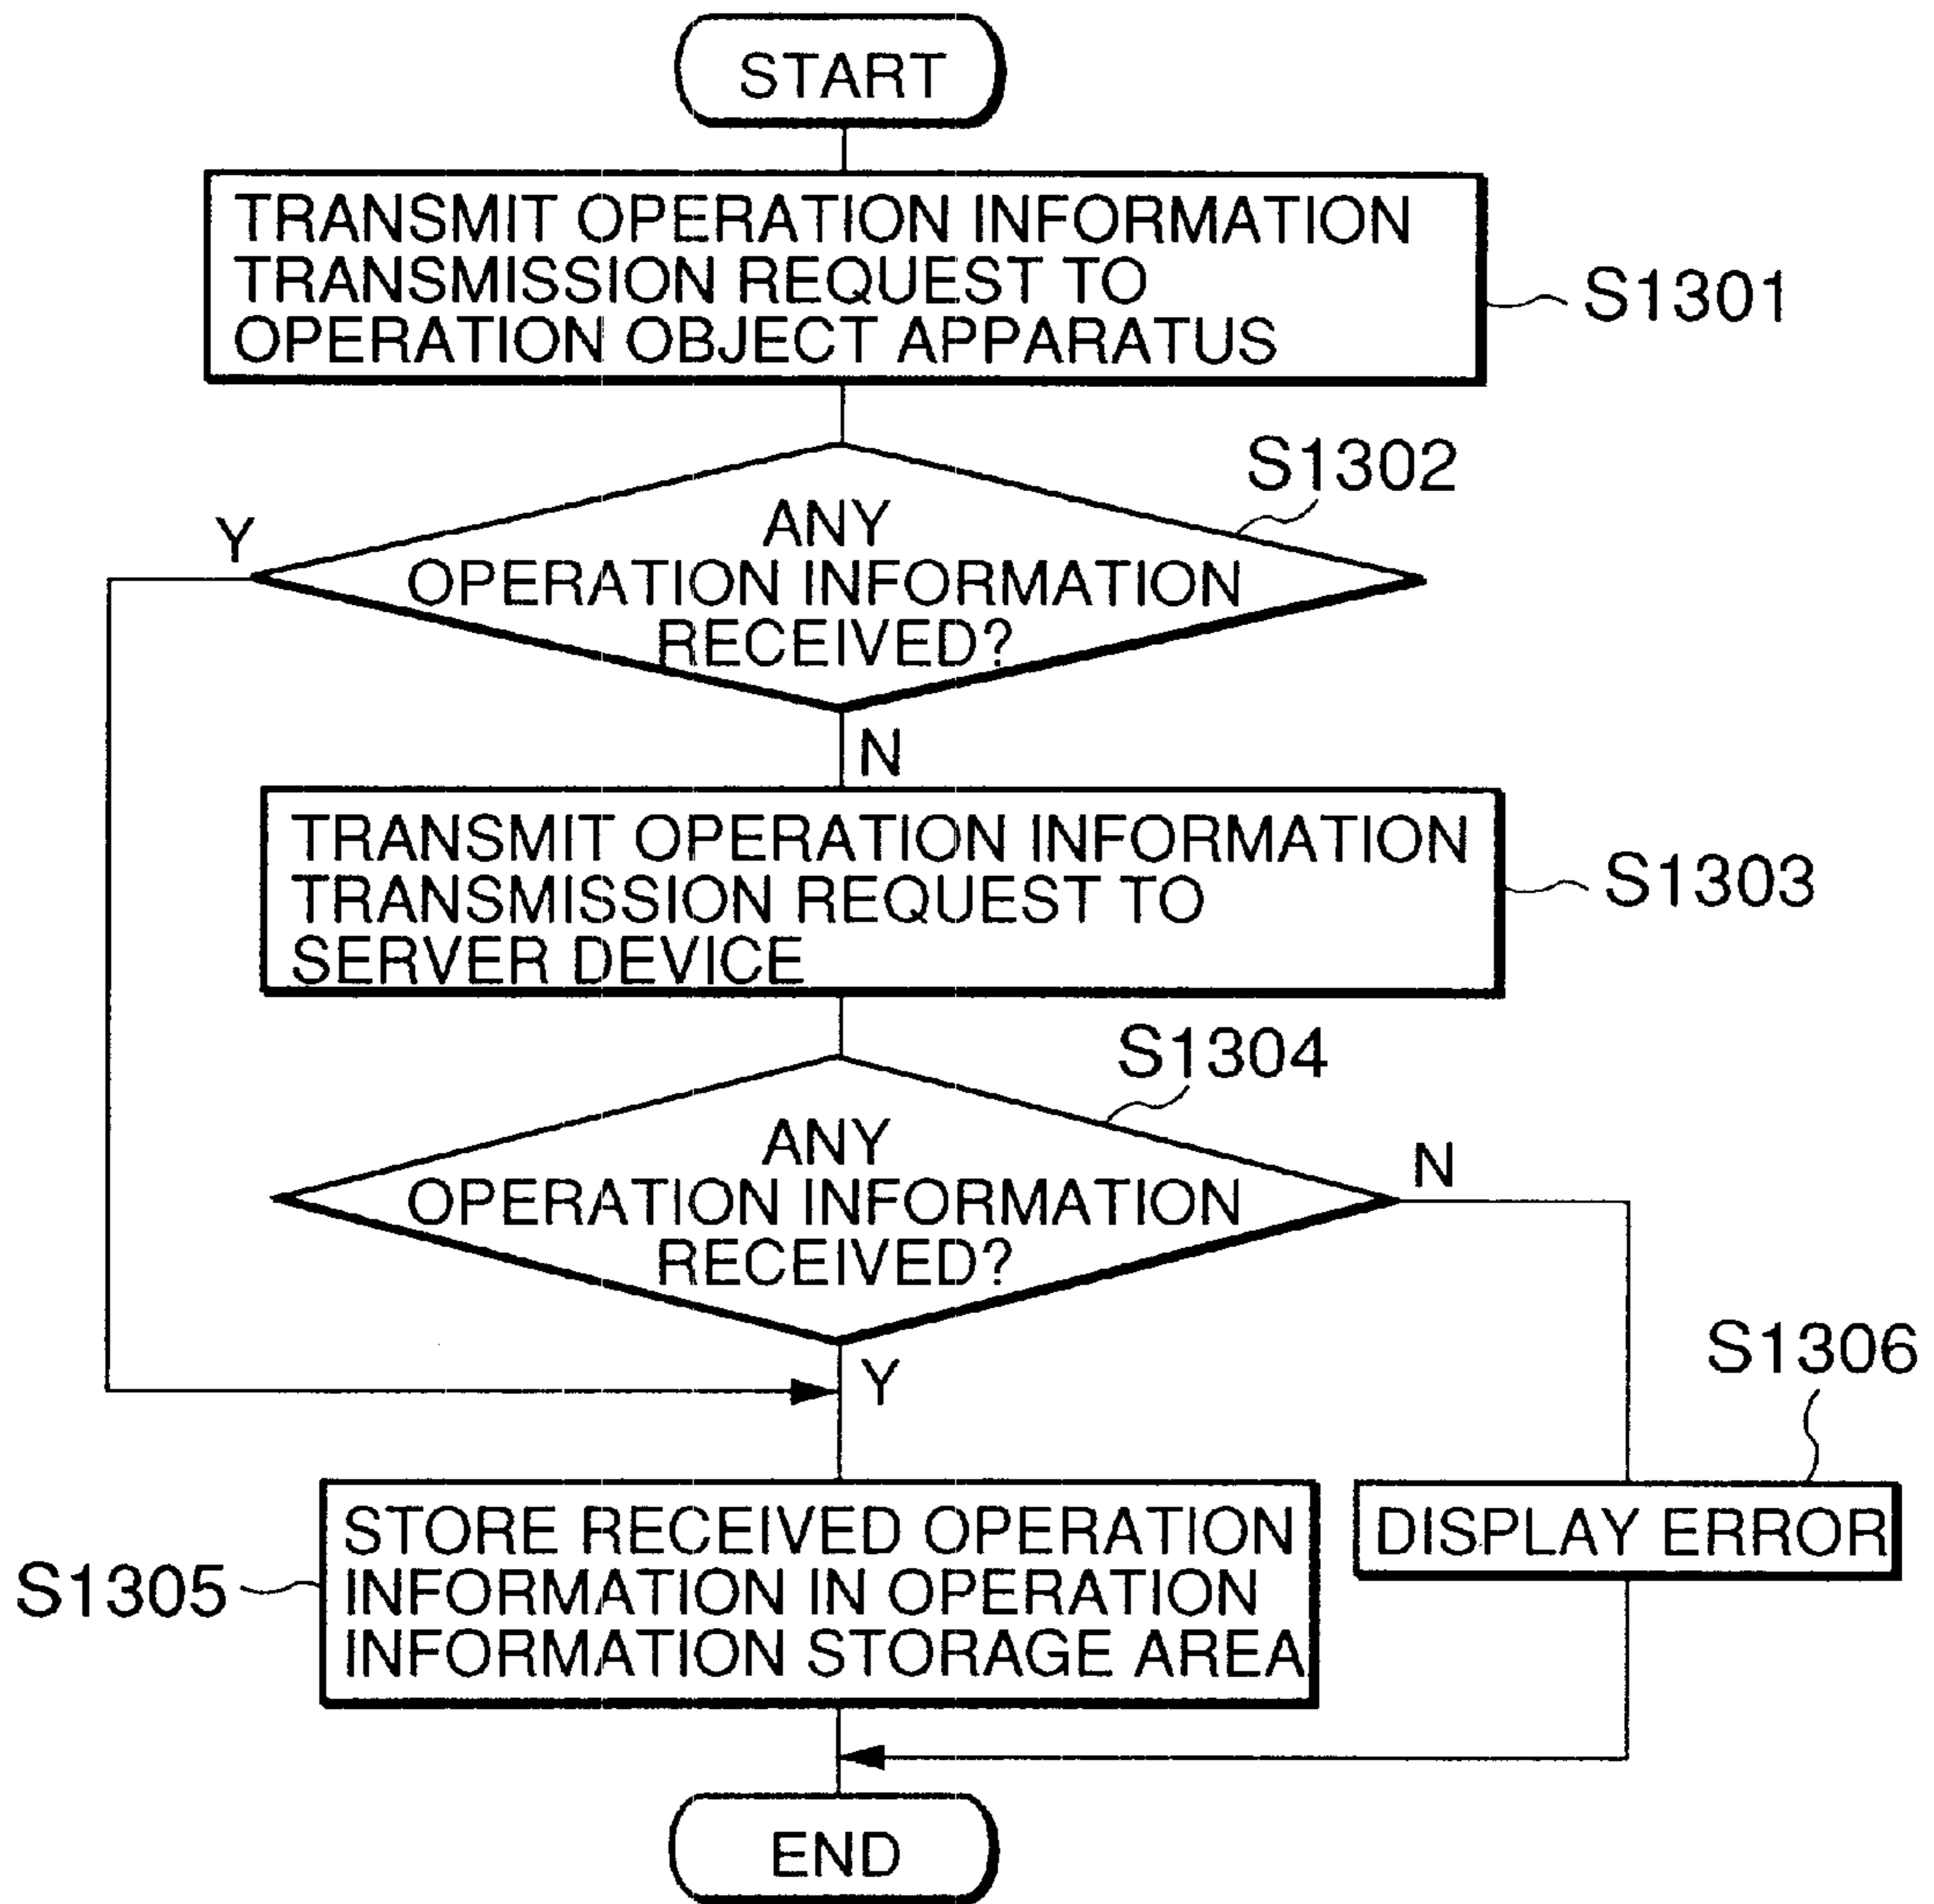 START
TRANSMIT OPERATION INFORMATION
TRANSMISSION REQUEST TO
OPERATION OBJECT APPARATUS
S1301
S1302
Y
ANY
OPERATION INFORMATION
RECEIVED?
N
TRANSMIT OPERATION INFORMATION
TRANSMISSION REQUEST TO
SERVER DEVICE
S1303
S1304
ANY
OPERATION INFORMATION
RECEIVED?
N
Y
S1306
STORE RECEIVED OPERATION
INFORMATION IN OPERATION
INFORMATION STORAGE AREA
S1305
DISPLAY ERROR
END